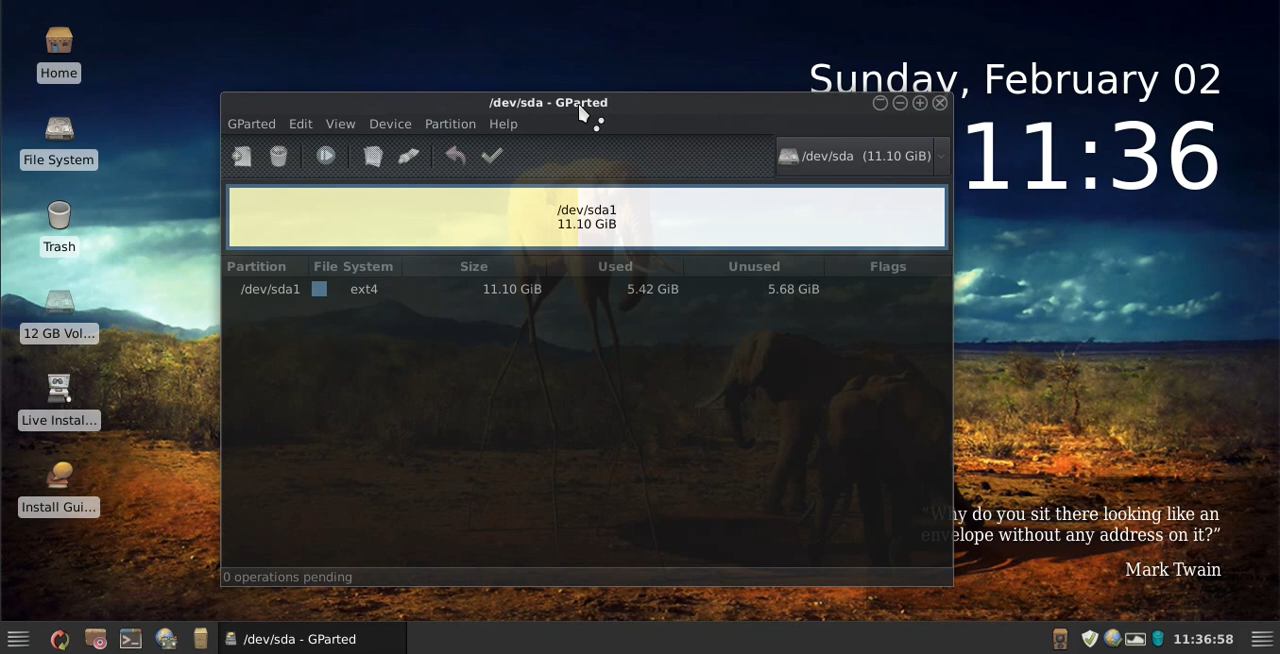 Home
File System
Trash
12 GB Vol...
Live Instal...
Install Gui...
Sunday, February 02
11:36
/dev/sda - GParted
GParted Edit View Device Partition Help
/dev/sda (11.10 GiB)
/dev/sda1
11.10 GiB
Partition File System Size Used Unused Flags
/dev/sda1 ext4 11.10 GiB 5.42 GiB 5.68 GiB
0 operations pending
"Why do you sit there looking like an
envelope without any address on it?”
Mark Twain
/dev/sda - GParted
11:36:58